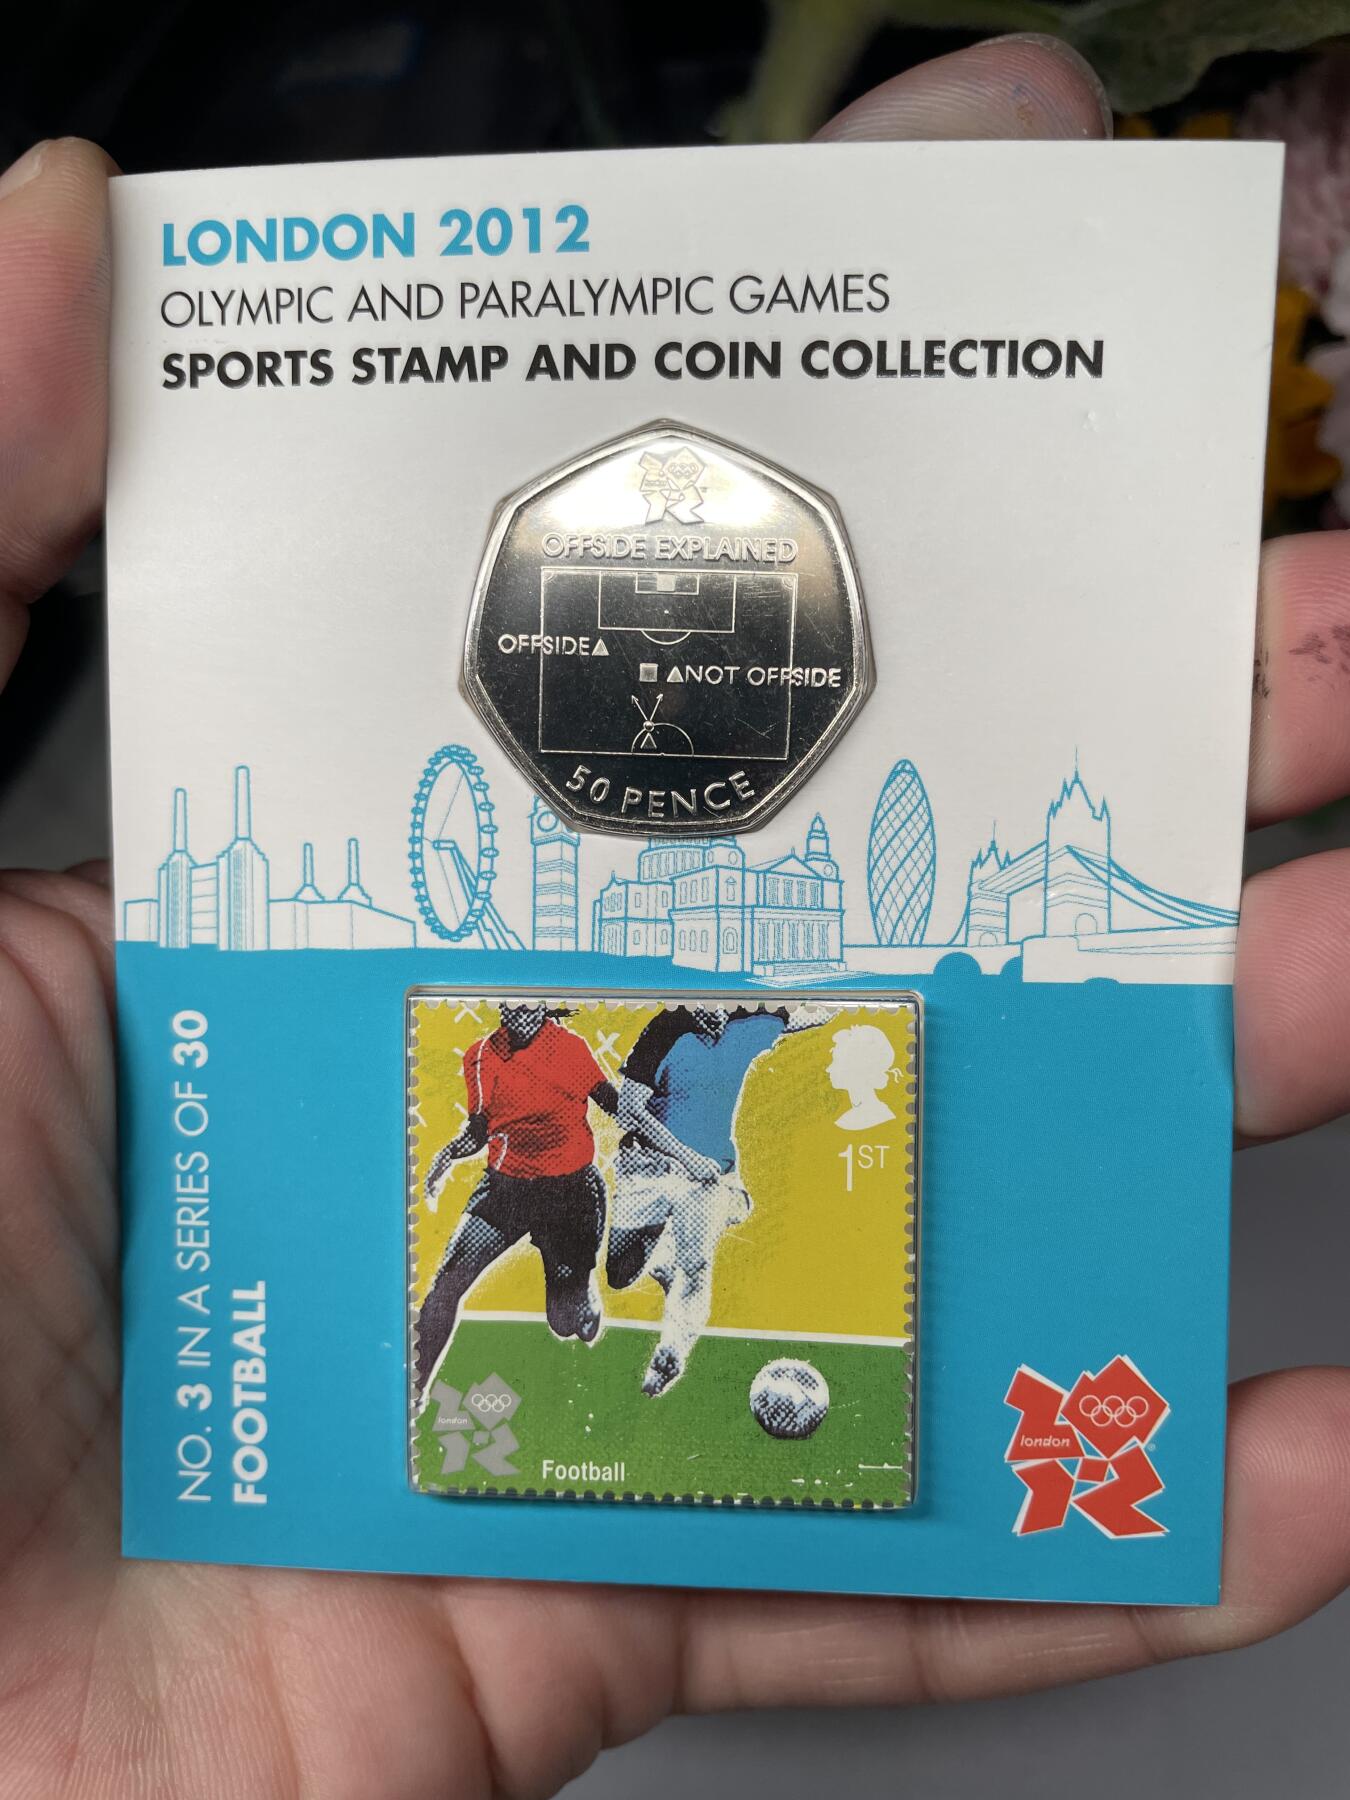 LONDON 2012
OLYMPIC AND PARALYMPIC GAMES
SPORTS STAMP AND COIN COLLECTION
OFFSIDE EXPLAINED
OFFSIDE
NOT OFFSIDE
50 PENCE
NO. 3 IN A SERIES OF 30
FOOTBALL
1ST
london
Football
london